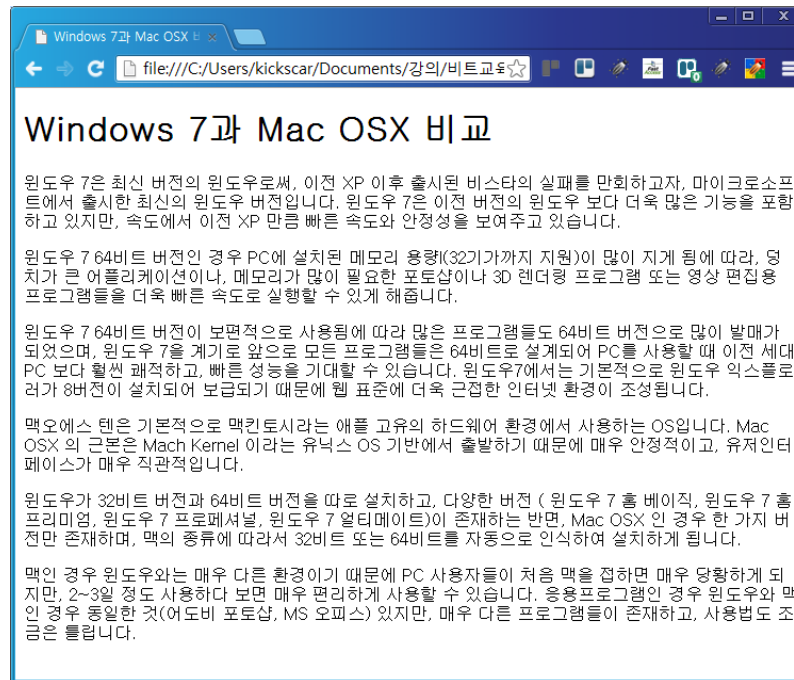 Windows 7과 Mac OSX 비
file:///C:/Users/kickscar/Documents/강의/비트교육
Windows 7과 Mac OSX 비교
윈도우 7은 최신 버전의 윈도우로써, 이전 XP 이후 출시된 비스타의 실패를 만회하고자, 마이크로소프
트에서 출시한 최신의 윈도우 버전입니다. 윈도우 7은 이전 버전의 윈도우 보다 더욱 많은 기능을 포함
하고 있지만, 속도에서 이전 XP 만큼 빠른 속도와 안정성을 보여주고 있습니다.
윈도우 7 64비트 버전인 경우 PC에 설치된 메모리 용량(32기가까지 지원)이 많이 지게 됨에 따라, 덩
치가 큰 어플리케이션이나, 메모리가 많이 필요한 포토샵이나 3D 렌더링 프로그램 또는 영상 편집용
프로그램들을 더욱 빠른 속도로 실행할 수 있게 해줍니다.
윈도우 7 64비트 버전이 보편적으로 사용됨에 따라 많은 프로그램들도 64비트 버전으로 많이 발매가
되었으며, 윈도우 7을 계기로 앞으로 모든 프로그램들은 64비트로 설계되어 PC를 사용할 때 이전 세대
PC 보다 훨씬 쾌적하고, 빠른 성능을 기대할 수 있습니다. 윈도우7에서는 기본적으로 윈도우 익스플로
러가 8버전이 설치되어 보급되기 때문에 웹 표준에 더욱 근접한 인터넷 환경이 조성됩니다.
맥오에스 텐은 기본적으로 맥킨토시라는 애플 고유의 하드웨어 환경에서 사용하는 OS입니다. Mac
OSX 의 근본은 Mach Kernel 이라는 유닉스 OS 기반에서 출발하기 때문에 매우 안정적이고, 유저인터
페이스가 매우 직관적입니다.
윈도우가 32비트 버전과 64비트 버전을 따로 설치하고, 다양한 버전 ( 윈도우 7 홈 베이직, 윈도우 7 홈
프리미엄, 윈도우 7 프로페셔널, 윈도우 7 얼티메이트)이 존재하는 반면, Mac OSX 인 경우 한 가지 버
전만 존재하며, 맥의 종류에 따라서 32비트 또는 64비트를 자동으로 인식하여 설치하게 됩니다.
맥인 경우 윈도우와는 매우 다른 환경이기 때문에 PC 사용자들이 처음 맥을 접하면 매우 당황하게 되
지만, 2~3일 정도 사용하다 보면 매우 편리하게 사용할 수 있습니다. 응용프로그램인 경우 윈도우와 맥
인 경우 동일한 것(어도비 포토샵, MS 오피스) 있지만, 매우 다른 프로그램들이 존재하고, 사용법도 조
금은 틀립니다.